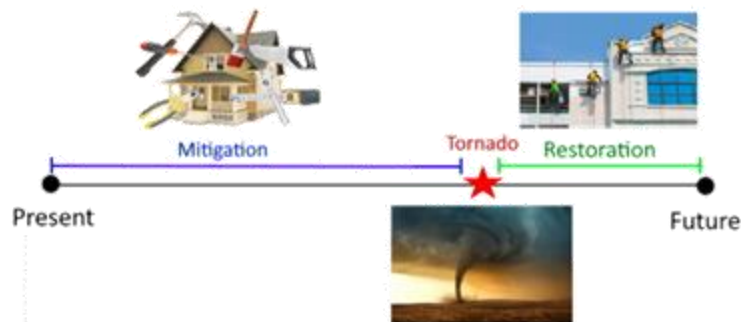 Mitigation
Tornado
Restoration
Present
Future